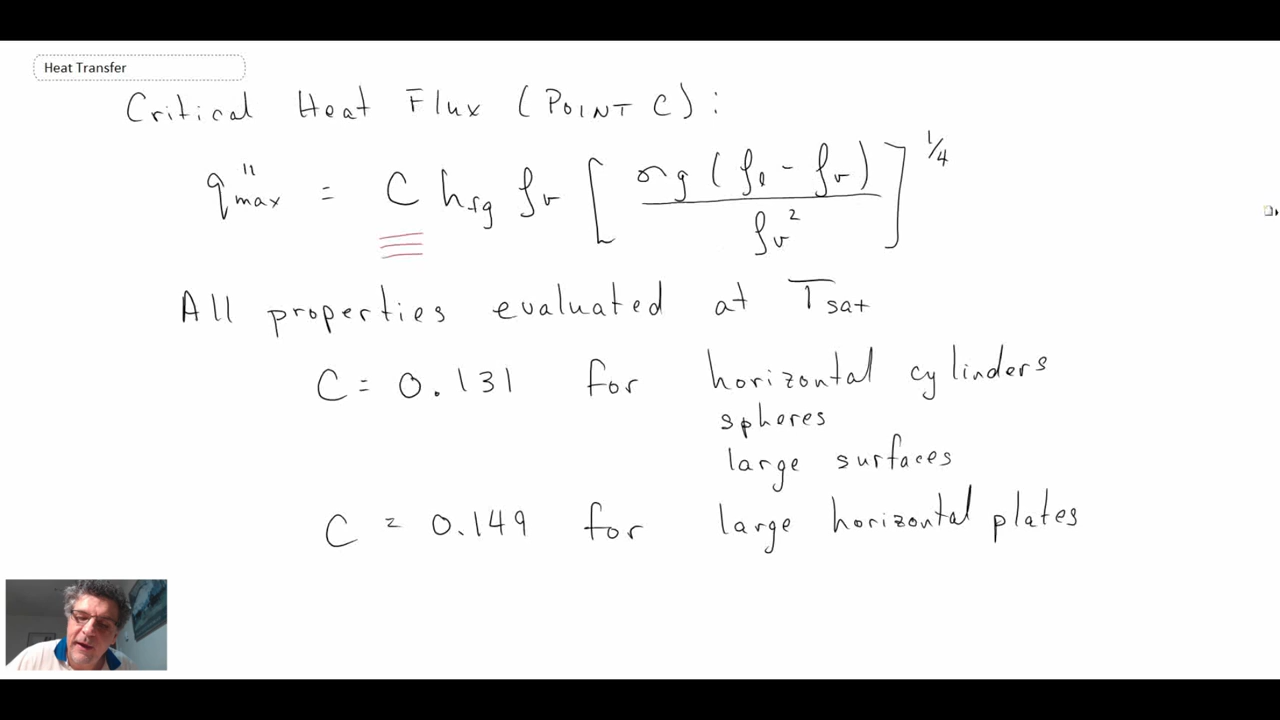 Heat Transfer
Critical Heat Flux (POINT C) :
q''max = C hfg ρv [ σg (ρl - ρv) / ρv² ]^1/4
All properties evaluated at Tsat
C = 0.131 for horizontal cylinders
spheres
large surfaces
C = 0.149 for large horizontal plates